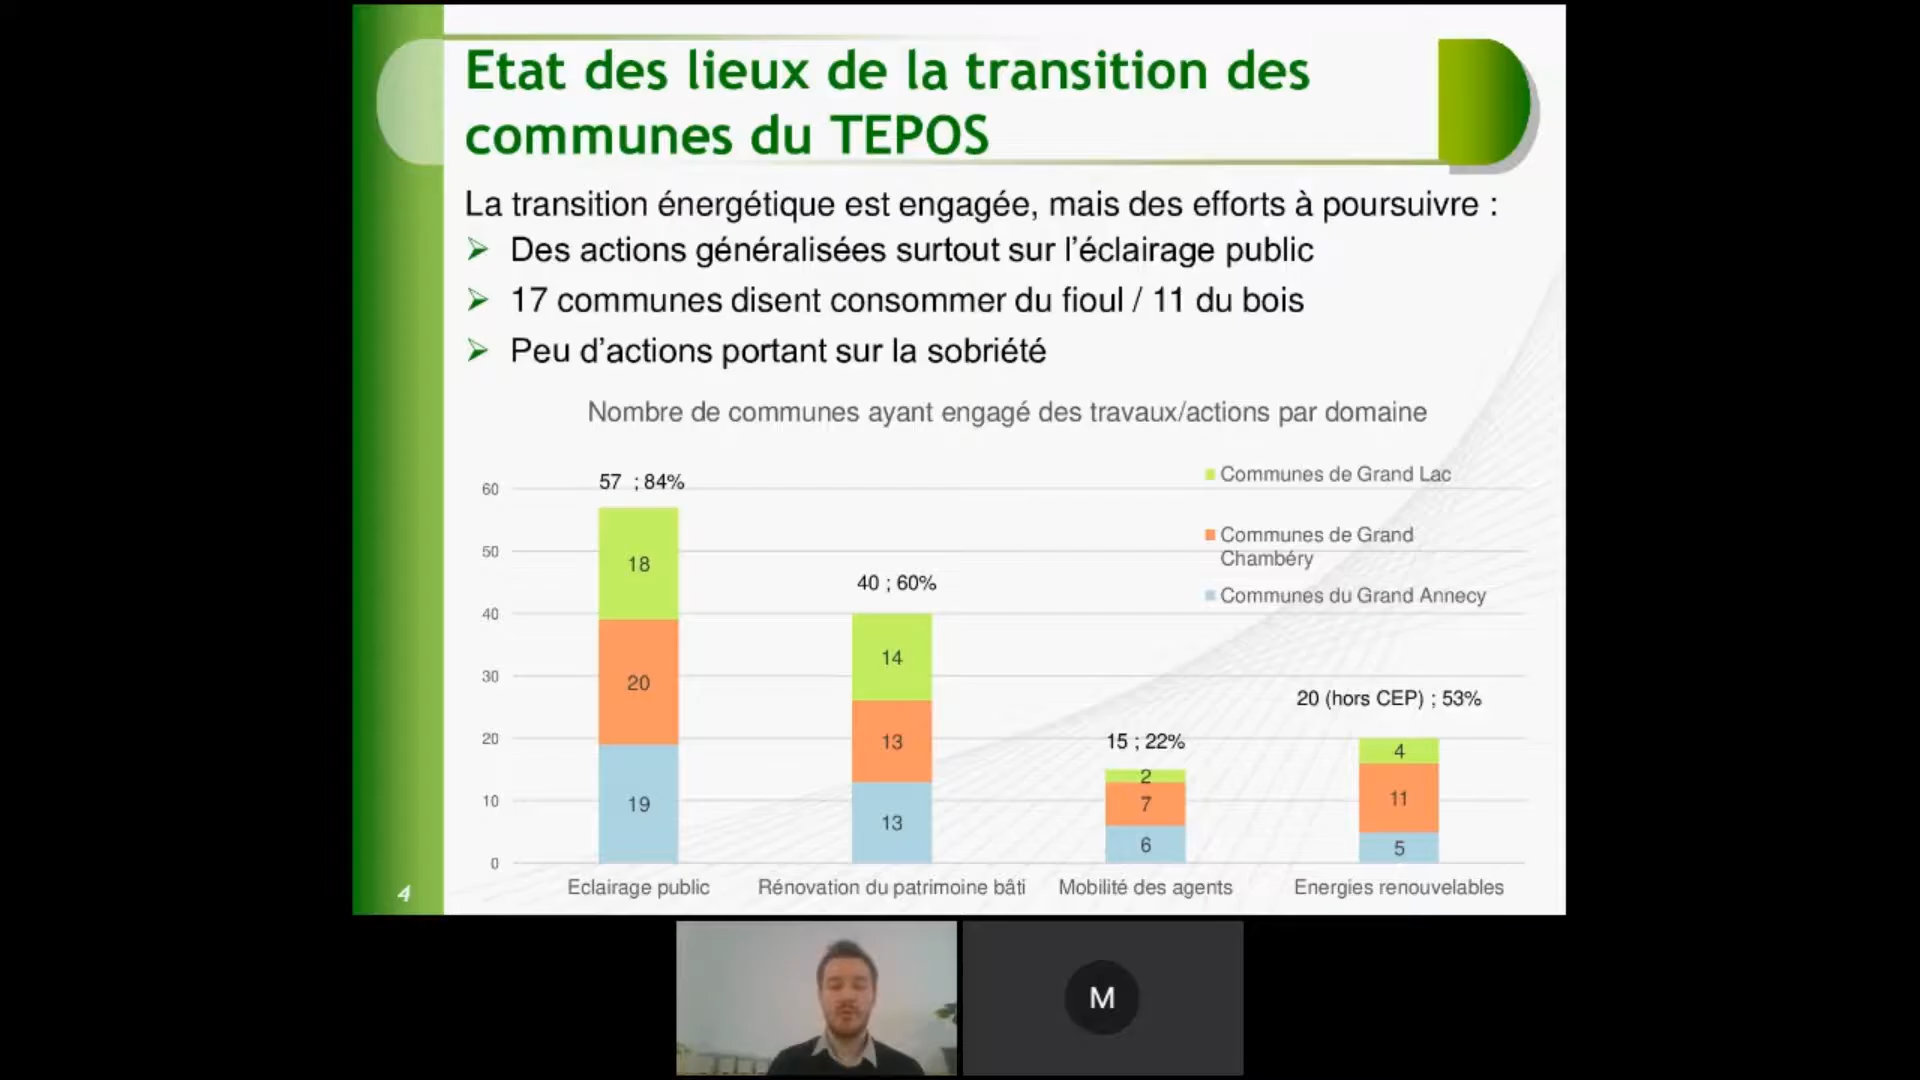 Etat des lieux de la transition des
communes du TEPOS
La transition énergétique est engagée, mais des efforts à poursuivre :
Des actions généralisées surtout sur l'éclairage public
17 communes disent consommer du fioul / 11 du bois
Peu d'actions portant sur la sobriété
Nombre de communes ayant engagé des travaux/actions par domaine
Communes de Grand Lac
Communes de Grand
Chambéry
Communes du Grand Annecy
60
50
40
30
20
10
0
57 ; 84%
18
20
19
40 ; 60%
14
13
13
15 ; 22%
2
7
6
20 (hors CEP) ; 53%
4
11
5
Eclairage public
Rénovation du patrimoine bâti
Mobilité des agents
Energies renouvelables
4
M